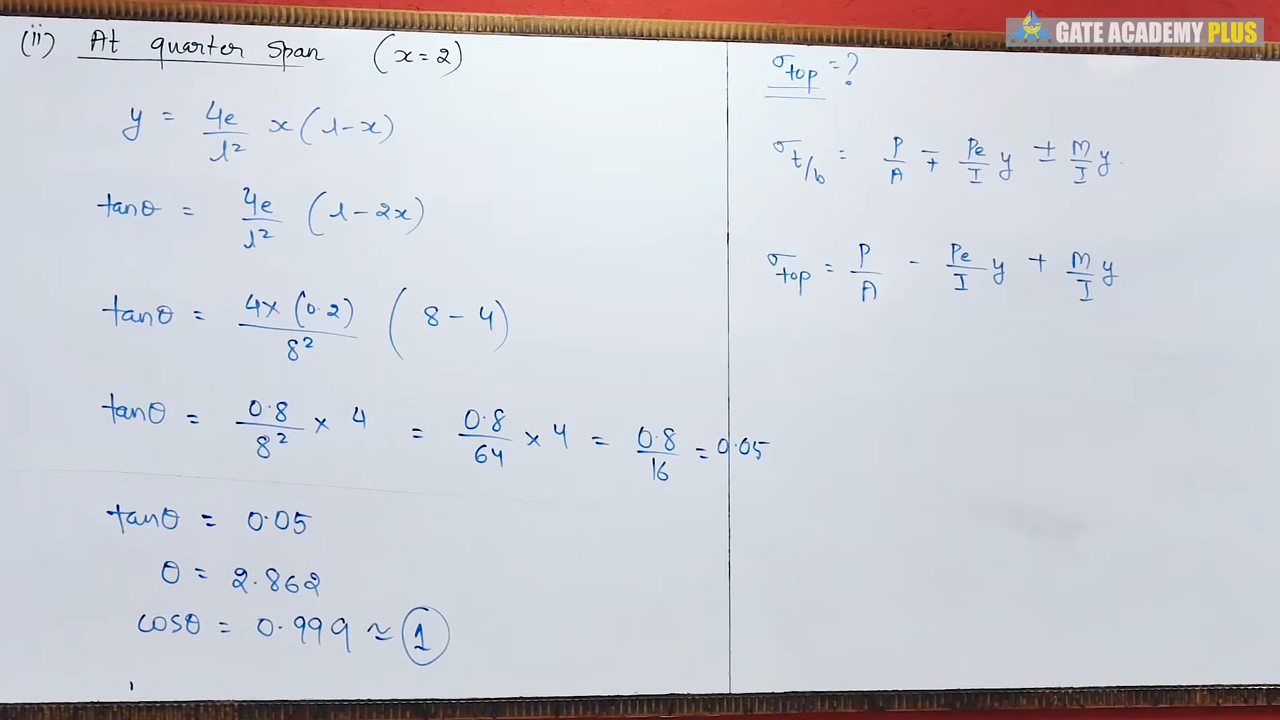 GATE ACADEMY PLUS
(ii) At quarter span (x=2)
y = 4e/l² x(l-x)
tanθ = 4e/l² (l-2x)
tanθ = 4x(0.2)/8² (8-4)
tanθ = 0.8/8² x 4 = 0.8/64 x 4 = 0.8/16 = 0.05
tanθ = 0.05
θ = 2.862
cosθ = 0.999 ≃ 1
σtop = ?
σt/b = P/A ∓ Pe/I y ± M/I y.
σtop = P/A - Pe/I y + M/I y